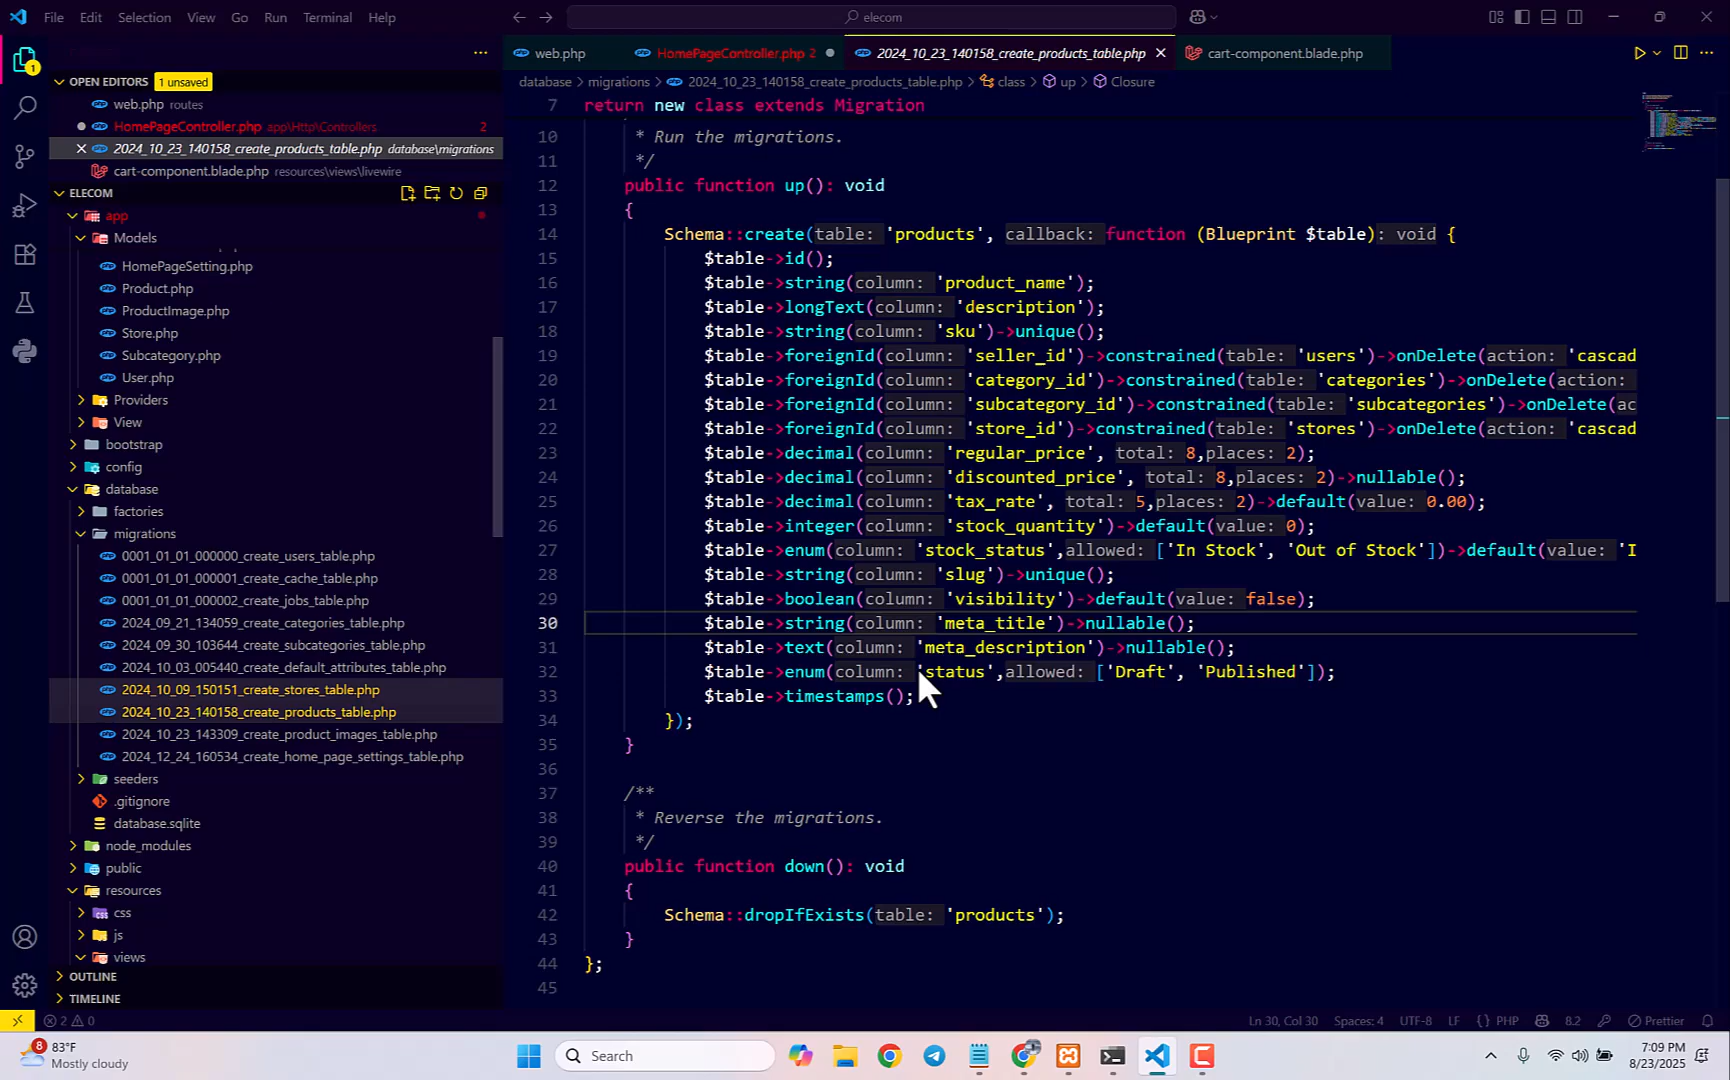 File Edit Selection View Go Run Terminal Help
elecom
OPEN EDITORS 1 unsaved
web.php routes
HomePageController.php app\Http\Controllers 2
2024_10_23_140158_create_products_table.php database\migrations
cart-component.blade.php resources\views\livewire
ELECOM
app
Models
HomePageSetting.php
Product.php
ProductImage.php
Store.php
Subcategory.php
User.php
Providers
View
bootstrap
config
database
factories
migrations
0001_01_01_000000_create_users_table.php
0001_01_01_000001_create_cache_table.php
0001_01_01_000002_create_jobs_table.php
2024_09_21_134059_create_categories_table.php
2024_09_30_103644_create_subcategories_table.php
2024_10_03_005440_create_default_attributes_table.php
2024_10_09_150151_create_stores_table.php
2024_10_23_140158_create_products_table.php
2024_10_23_143309_create_product_images_table.php
2024_12_24_160534_create_home_page_settings_table.php
seeders
.gitignore
database.sqlite
node_modules
public
resources
css
js
views
OUTLINE
TIMELINE
web.php HomePageController.php 2 2024_10_23_140158_create_products_table.php cart-component.blade.php
database migrations 2024_10_23_140158_create_products_table.php class up Closure
7 return new class extends Migration
10 * Run the migrations.
11 */
12 public function up(): void
13 {
14 Schema::create(table: 'products', callback: function (Blueprint $table): void {
15 $table->id();
16 $table->string(column: 'product_name');
17 $table->longText(column: 'description');
18 $table->string(column: 'sku')->unique();
19 $table->foreignId(column: 'seller_id')->constrained(table: 'users')->onDelete(action: 'cascad
20 $table->foreignId(column: 'category_id')->constrained(table: 'categories')->onDelete(action:
21 $table->foreignId(column: 'subcategory_id')->constrained(table: 'subcategories')->onDelete(ac
22 $table->foreignId(column: 'store_id')->constrained(table: 'stores')->onDelete(action: 'cascad
23 $table->decimal(column: 'regular_price', total: 8,places: 2);
24 $table->decimal(column: 'discounted_price', total: 8,places: 2)->nullable();
25 $table->decimal(column: 'tax_rate', total: 5,places: 2)->default(value: 0.00);
26 $table->integer(column: 'stock_quantity')->default(value: 0);
27 $table->enum(column: 'stock_status',allowed: ['In Stock', 'Out of Stock'])->default(value: 'I
28 $table->string(column: 'slug')->unique();
29 $table->boolean(column: 'visibility')->default(value: false);
30 $table->string(column: 'meta_title')->nullable();
31 $table->text(column: 'meta_description')->nullable();
32 $table->enum(column: 'status',allowed: ['Draft', 'Published']);
33 $table->timestamps();
34 });
35 }
36
37 /**
38 * Reverse the migrations.
39 */
40 public function down(): void
41 {
42 Schema::dropIfExists(table: 'products');
43 }
44 };
45
2 0 Ln 30, Col 30 Spaces: 4 UTF-8 LF {} PHP 8.2 Prettier
8 83°F
Mostly cloudy
Search
7:09 PM
8/23/2025